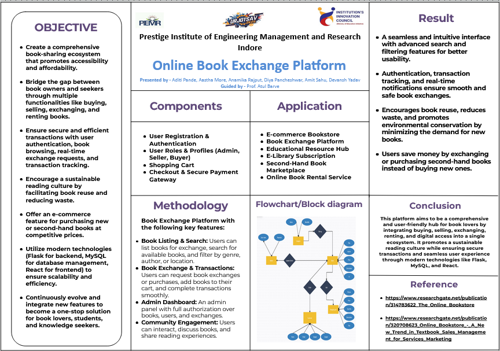 OBJECTIVE
Create a comprehensive
book-sharing ecosystem
that promotes accessibility
and affordability.
Bridge the gap between
book owners and seekers
through multiple
functionalities like buying,
selling, exchanging, and
renting books.
Ensure secure and efficient
transactions with user
authentication, book
browsing, real-time
exchange requests, and
transaction tracking.
Encourage a sustainable
reading culture by
facilitating book reuse and
reducing waste.
Offer an e-commerce
feature for purchasing new
or second-hand books at
competitive prices.
Utilize modern technologies
(Flask for backend, MySQL
for database management,
React for frontend) to
ensure scalability and
efficiency.
Continuously evolve and
integrate new features to
become a one-stop solution
for book lovers, students,
and knowledge seekers.
PIEMR
INSTITUTION'S
INNOVATION
COUNCIL
Prestige Institute of Engineering Management and Research
Indore
Online Book Exchange Platform
Presented by - Aditi Pande, Aastha More, Anamika Rajput, Diya Pancheshwar, Amit Sahu, Devansh Yadav
Guided by - Prof. Atul Barve
Components
User Registration &
Authentication
User Roles & Profiles (Admin,
Seller, Buyer)
Shopping Cart
Checkout & Secure Payment
Gateway
Application
E-commerce Bookstore
Book Exchange Platform
Educational Resource Hub
E-Library Subscription
Second-Hand Book
Marketplace
Online Book Rental Service
Methodology
Book Exchange Platform with
the following key features:
Book Listing & Search: Users can
list books for exchange, search for
available books, and filter by genre,
author, or location.
Book Exchange & Transactions:
Users can request book exchanges
or purchases, add books to their
cart, and complete transactions
smoothly.
Admin Dashboard: An admin
panel with full authorization over
books, users, and exchanges.
Community Engagement: Users
can interact, discuss books, and
share reading experiences.
Flowchart/Block diagram
Result
A seamless and intuitive interface
with advanced search and
filtering features for better
usability.
Authentication, transaction
tracking, and real-time
notifications ensure smooth and
safe book exchanges.
Encourages book reuse, reduces
waste, and promotes
environmental conservation by
minimizing the demand for new
books.
Users save money by exchanging
or purchasing second-hand books
instead of buying new ones.
Conclusion
This platform aims to be a comprehensive
and user-friendly hub for book lovers by
integrating buying, selling, exchanging,
renting, and digital access into a single
ecosystem. It promotes a sustainable
reading culture while ensuring secure
transactions and seamless user experience
through modern technologies like Flask,
MySQL, and React.
Reference
https://www.researchgate.net/publicatio
n/314783622_The_Online_Bookstore
https://www.researchgate.net/publicatio
n/320708623_Online_Bookstore_-_A_Ne
w_Trend_in_Textbook_Sales_Manageme
nt_for_Services_Marketing